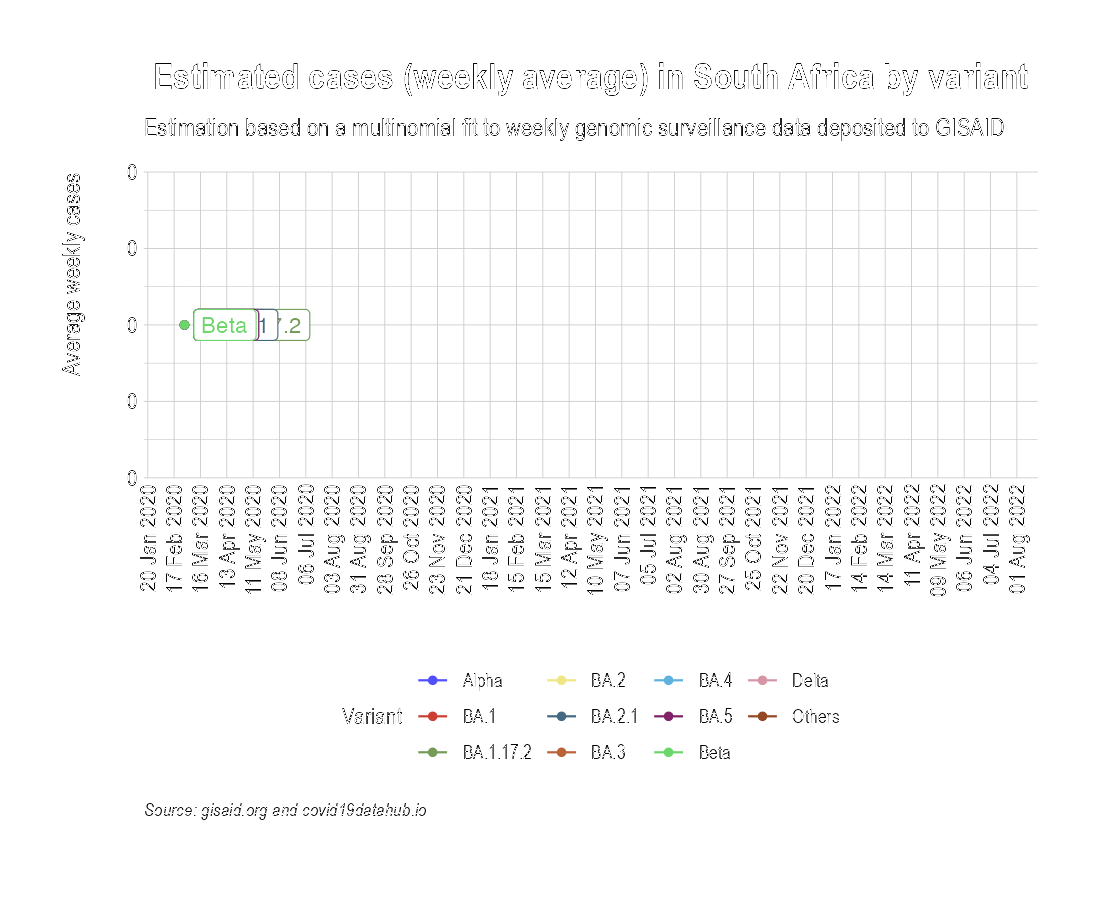 Estimated cases (weekly average) in South Africa by variant
Estimation based on a multinomial fit to weekly genomic surveillance data deposited to GISAID
Average weekly cases
0
0
0
0
0
Beta
1
7.2
20 Jan 2020
17 Feb 2020
16 Mar 2020
13 Apr 2020
11 May 2020
08 Jun 2020
06 Jul 2020
03 Aug 2020
31 Aug 2020
28 Sep 2020
26 Oct 2020
23 Nov 2020
21 Dec 2020
18 Jan 2021
15 Feb 2021
15 Mar 2021
12 Apr 2021
10 May 2021
07 Jun 2021
05 Jul 2021
02 Aug 2021
30 Aug 2021
27 Sep 2021
25 Oct 2021
22 Nov 2021
20 Dec 2021
17 Jan 2022
14 Feb 2022
14 Mar 2022
11 Apr 2022
09 May 2022
06 Jun 2022
04 Jul 2022
01 Aug 2022
Variant
Alpha
BA.1
BA.1.17.2
BA.2
BA.2.1
BA.3
BA.4
BA.5
Beta
Delta
Others
Source: gisaid.org and covid19datahub.io